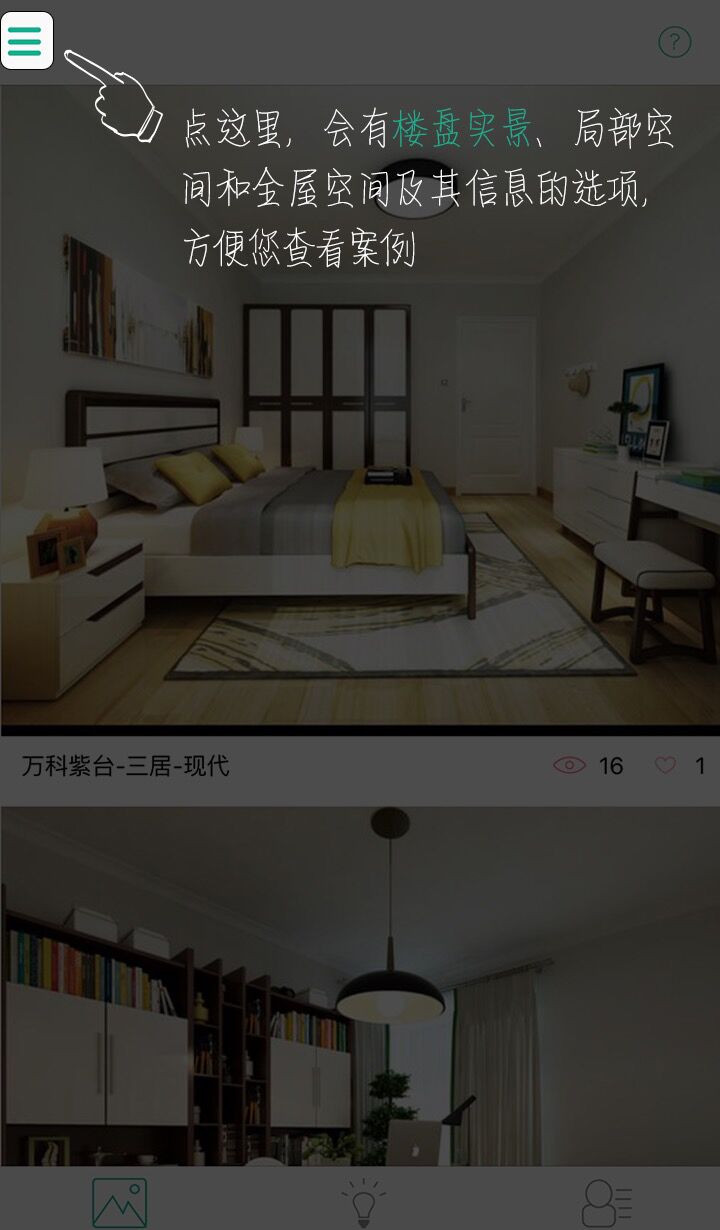 ?
点这里，会有楼盘实景、局部空
间和全屋空间及其信息的选项，
方便您查看案例
万科紫台-三居-现代 16 1